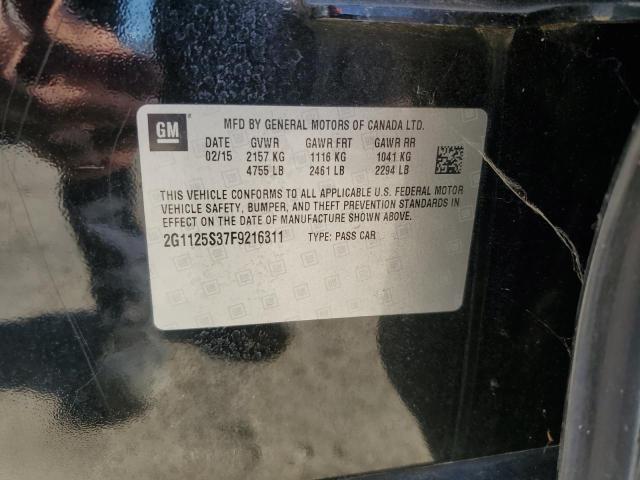 GM
MFD BY GENERAL MOTORS OF CANADA LTD.
DATE GVWR GAWR FRT GAWR RR
02/15 2157 KG 1116 KG 1041 KG
4755 LB 2461 LB 2294 LB
THIS VEHICLE CONFORMS TO ALL APPLICABLE U.S. FEDERAL MOTOR
VEHICLE SAFETY, BUMPER, AND THEFT PREVENTION STANDARDS IN
EFFECT ON THE DATE OF MANUFACTURE SHOWN ABOVE.
2G1125S37F9216311 TYPE: PASS CAR